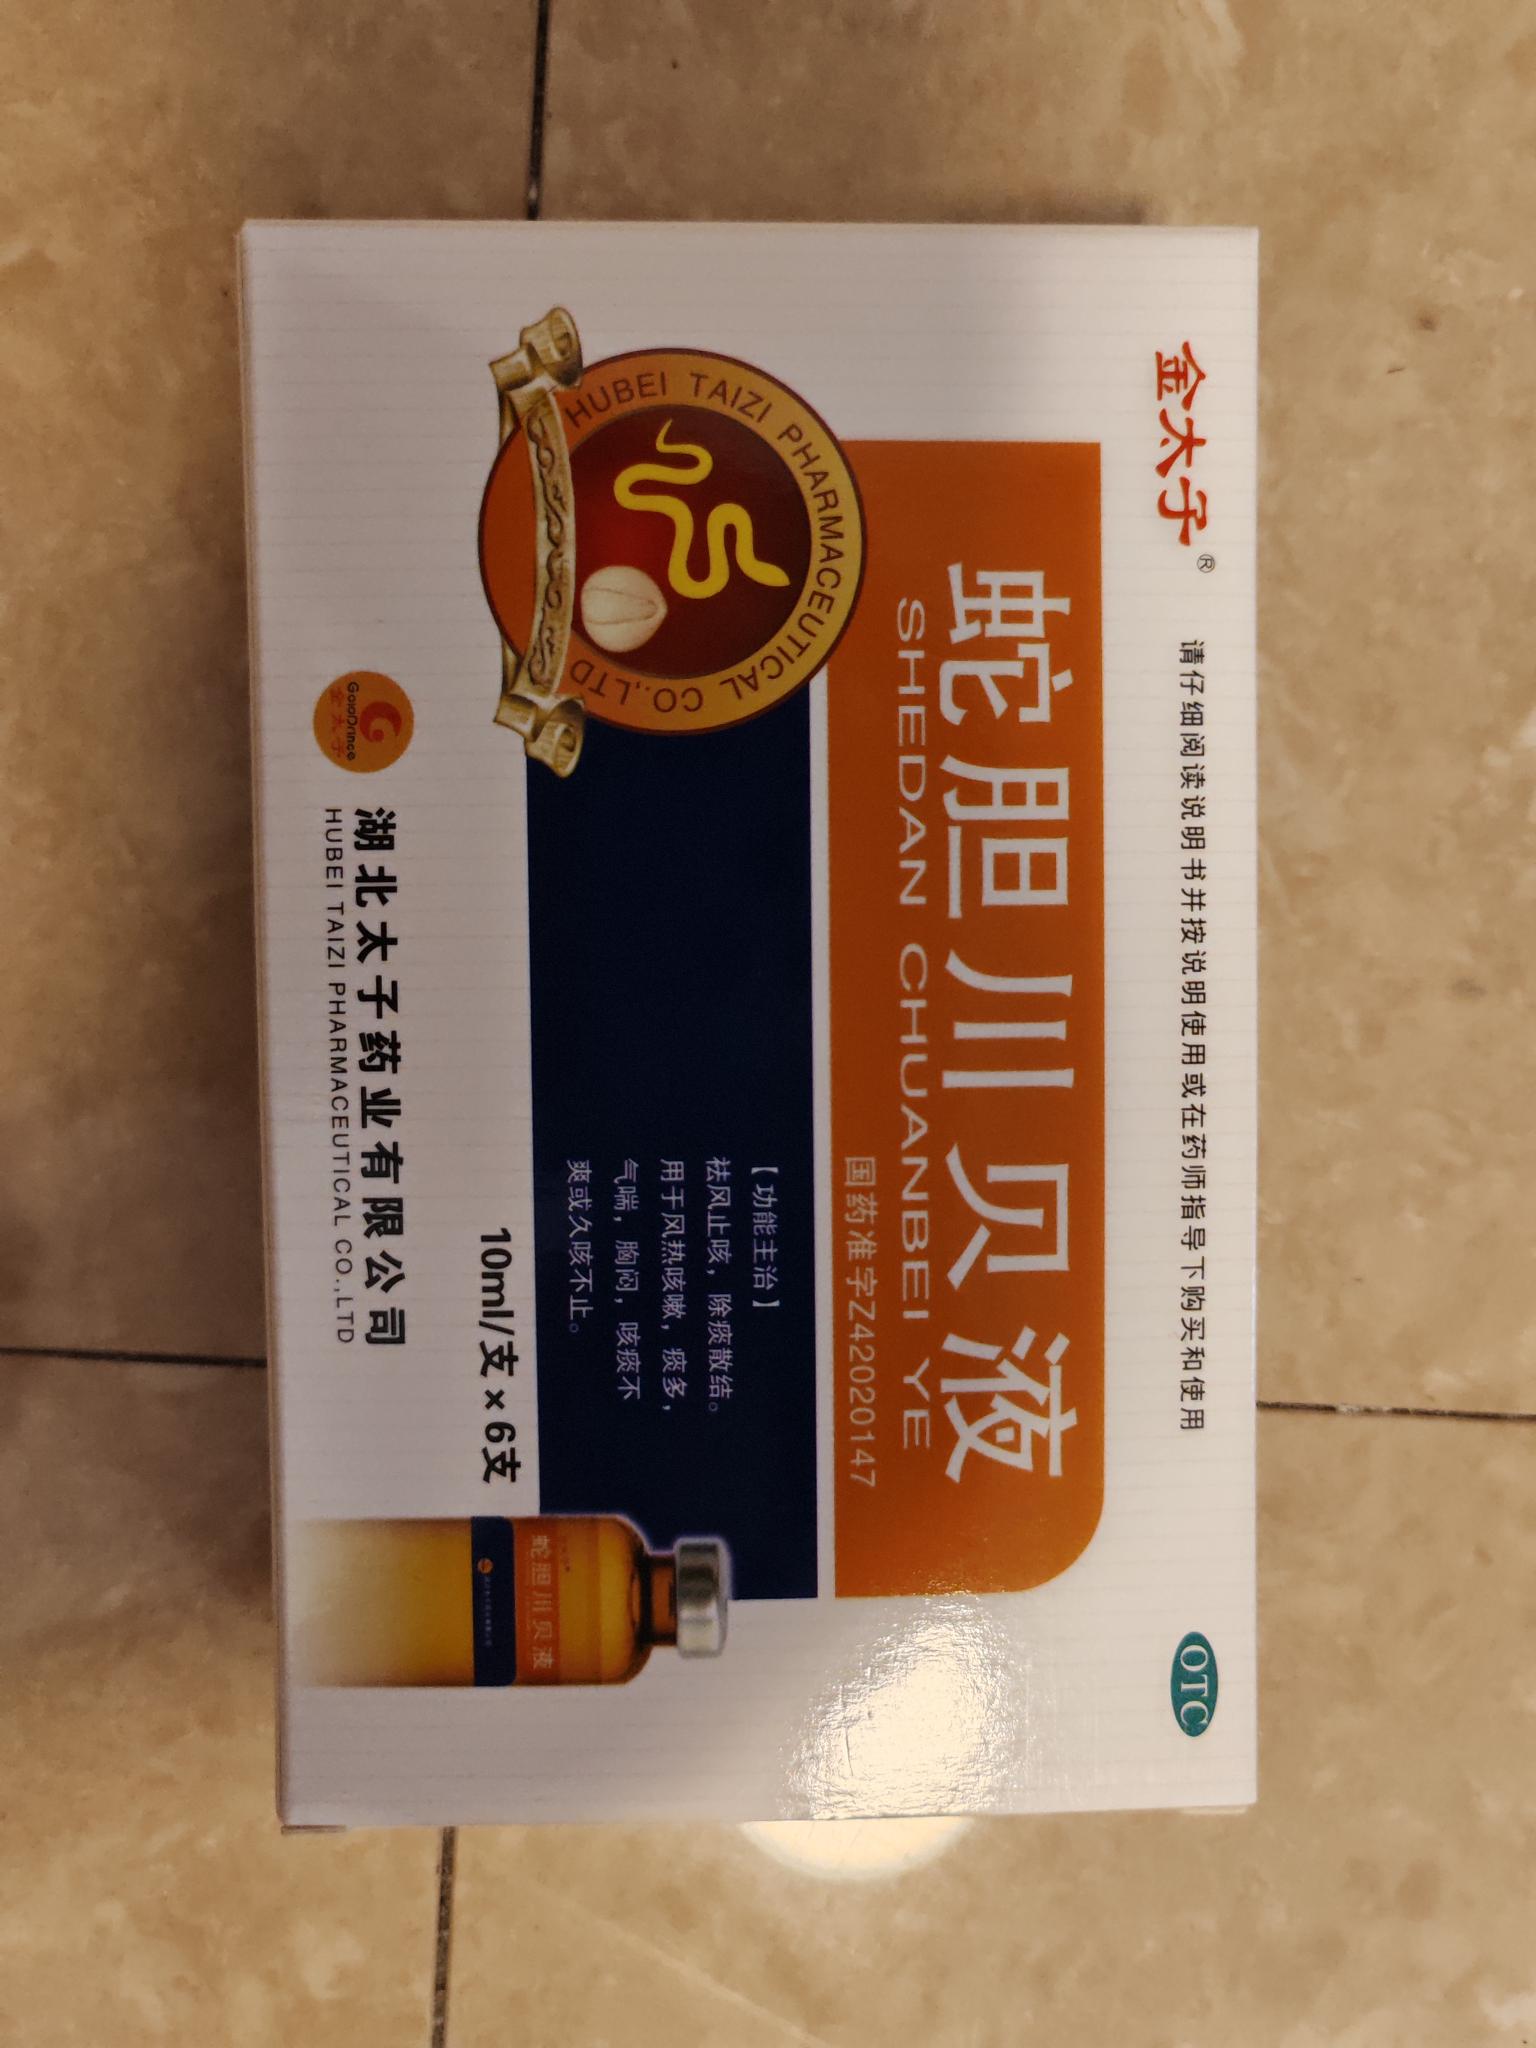 金太子®
请仔细阅读说明书并按说明使用或在药师指导下购买和使用
OTC
蛇胆川贝液
SHEDAN CHUANBEI YE
国药准字Z42020147
HUBEI TAIZI PHARMACEUTICAL CO.,LTD
【功能主治】
祛风止咳，除痰散结。
用于风热咳嗽，痰多，
气喘，胸闷，咳痰不
爽或久咳不止。
10ml/支×6支
蛇胆川贝液
GoldPrince
金太子
湖北太子药业有限公司
HUBEI TAIZI PHARMACEUTICAL CO.,LTD